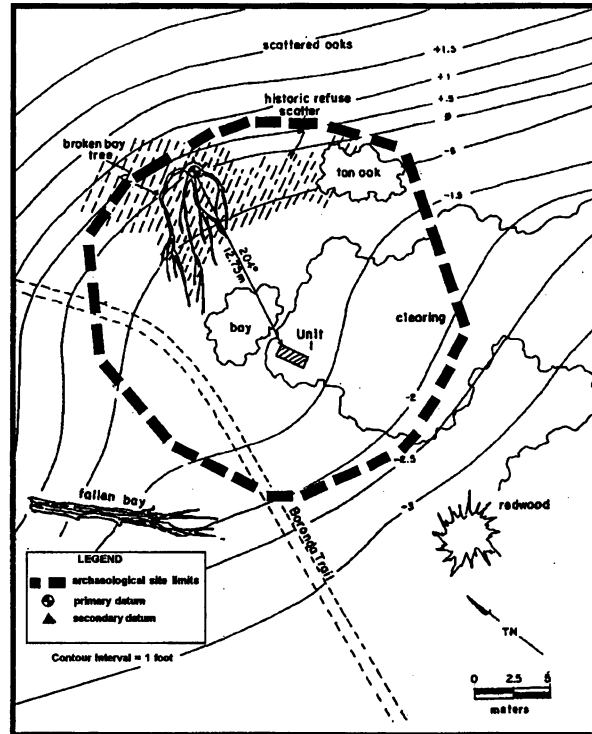 scattered oaks
+1.5
+1
+.5
0
-.5
-1.5
historic refuse
scatter
broken bay
tree
tan oak
204°
12.75m
bay
Unit
1
clearing
-2
-2.5
-3
fallen bay
redwood
Boronda Trail
TN
LEGEND
archaeological site limits
primary datum
secondary datum
Contour Interval = 1 foot
0 2.5 5
meters